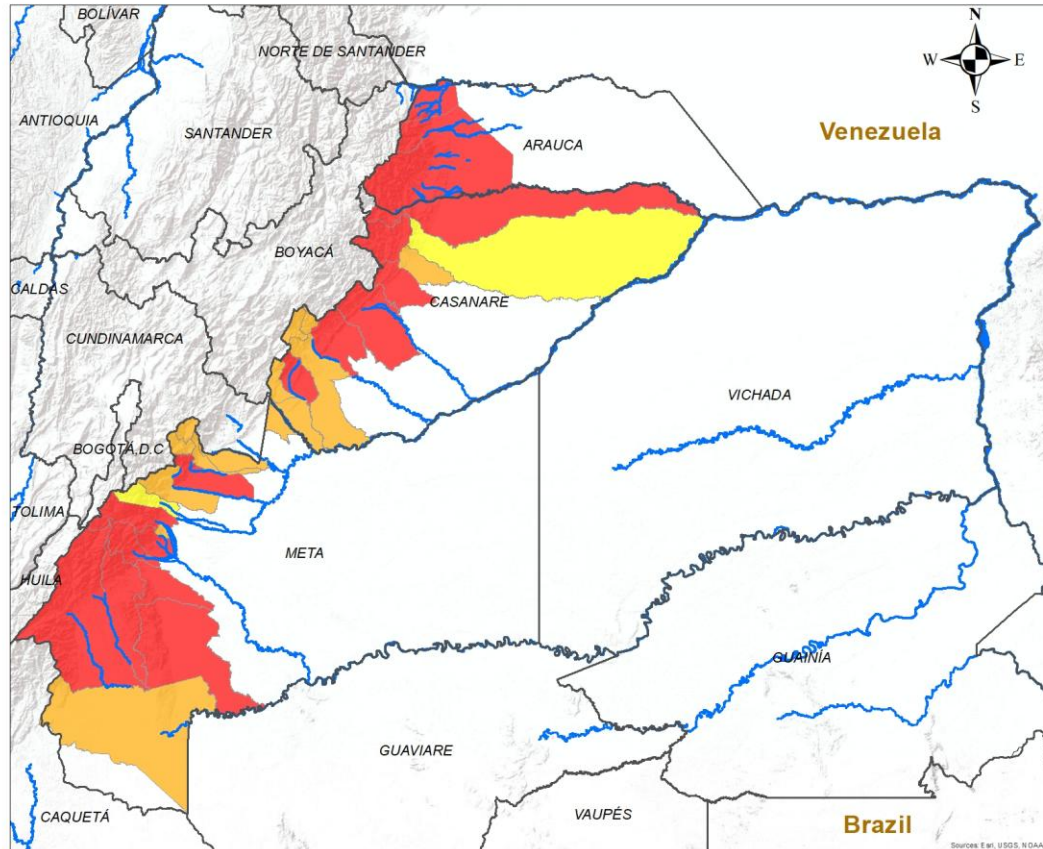 BOLÍVAR
NORTE DE SANTANDER
N
W
E
S
ANTIOQUIA
SANTANDER
ARAUCA
Venezuela
BOYACÁ
CALDAS
CASANARE
CUNDINAMARCA
VICHADA
BOGOTÁ,D.C
TOLIMA
META
HUILA
GUAINÍA
GUAVIARE
CAQUETÁ
VAUPÉS
Brazil
Sources: Esri, USGS, NOAA